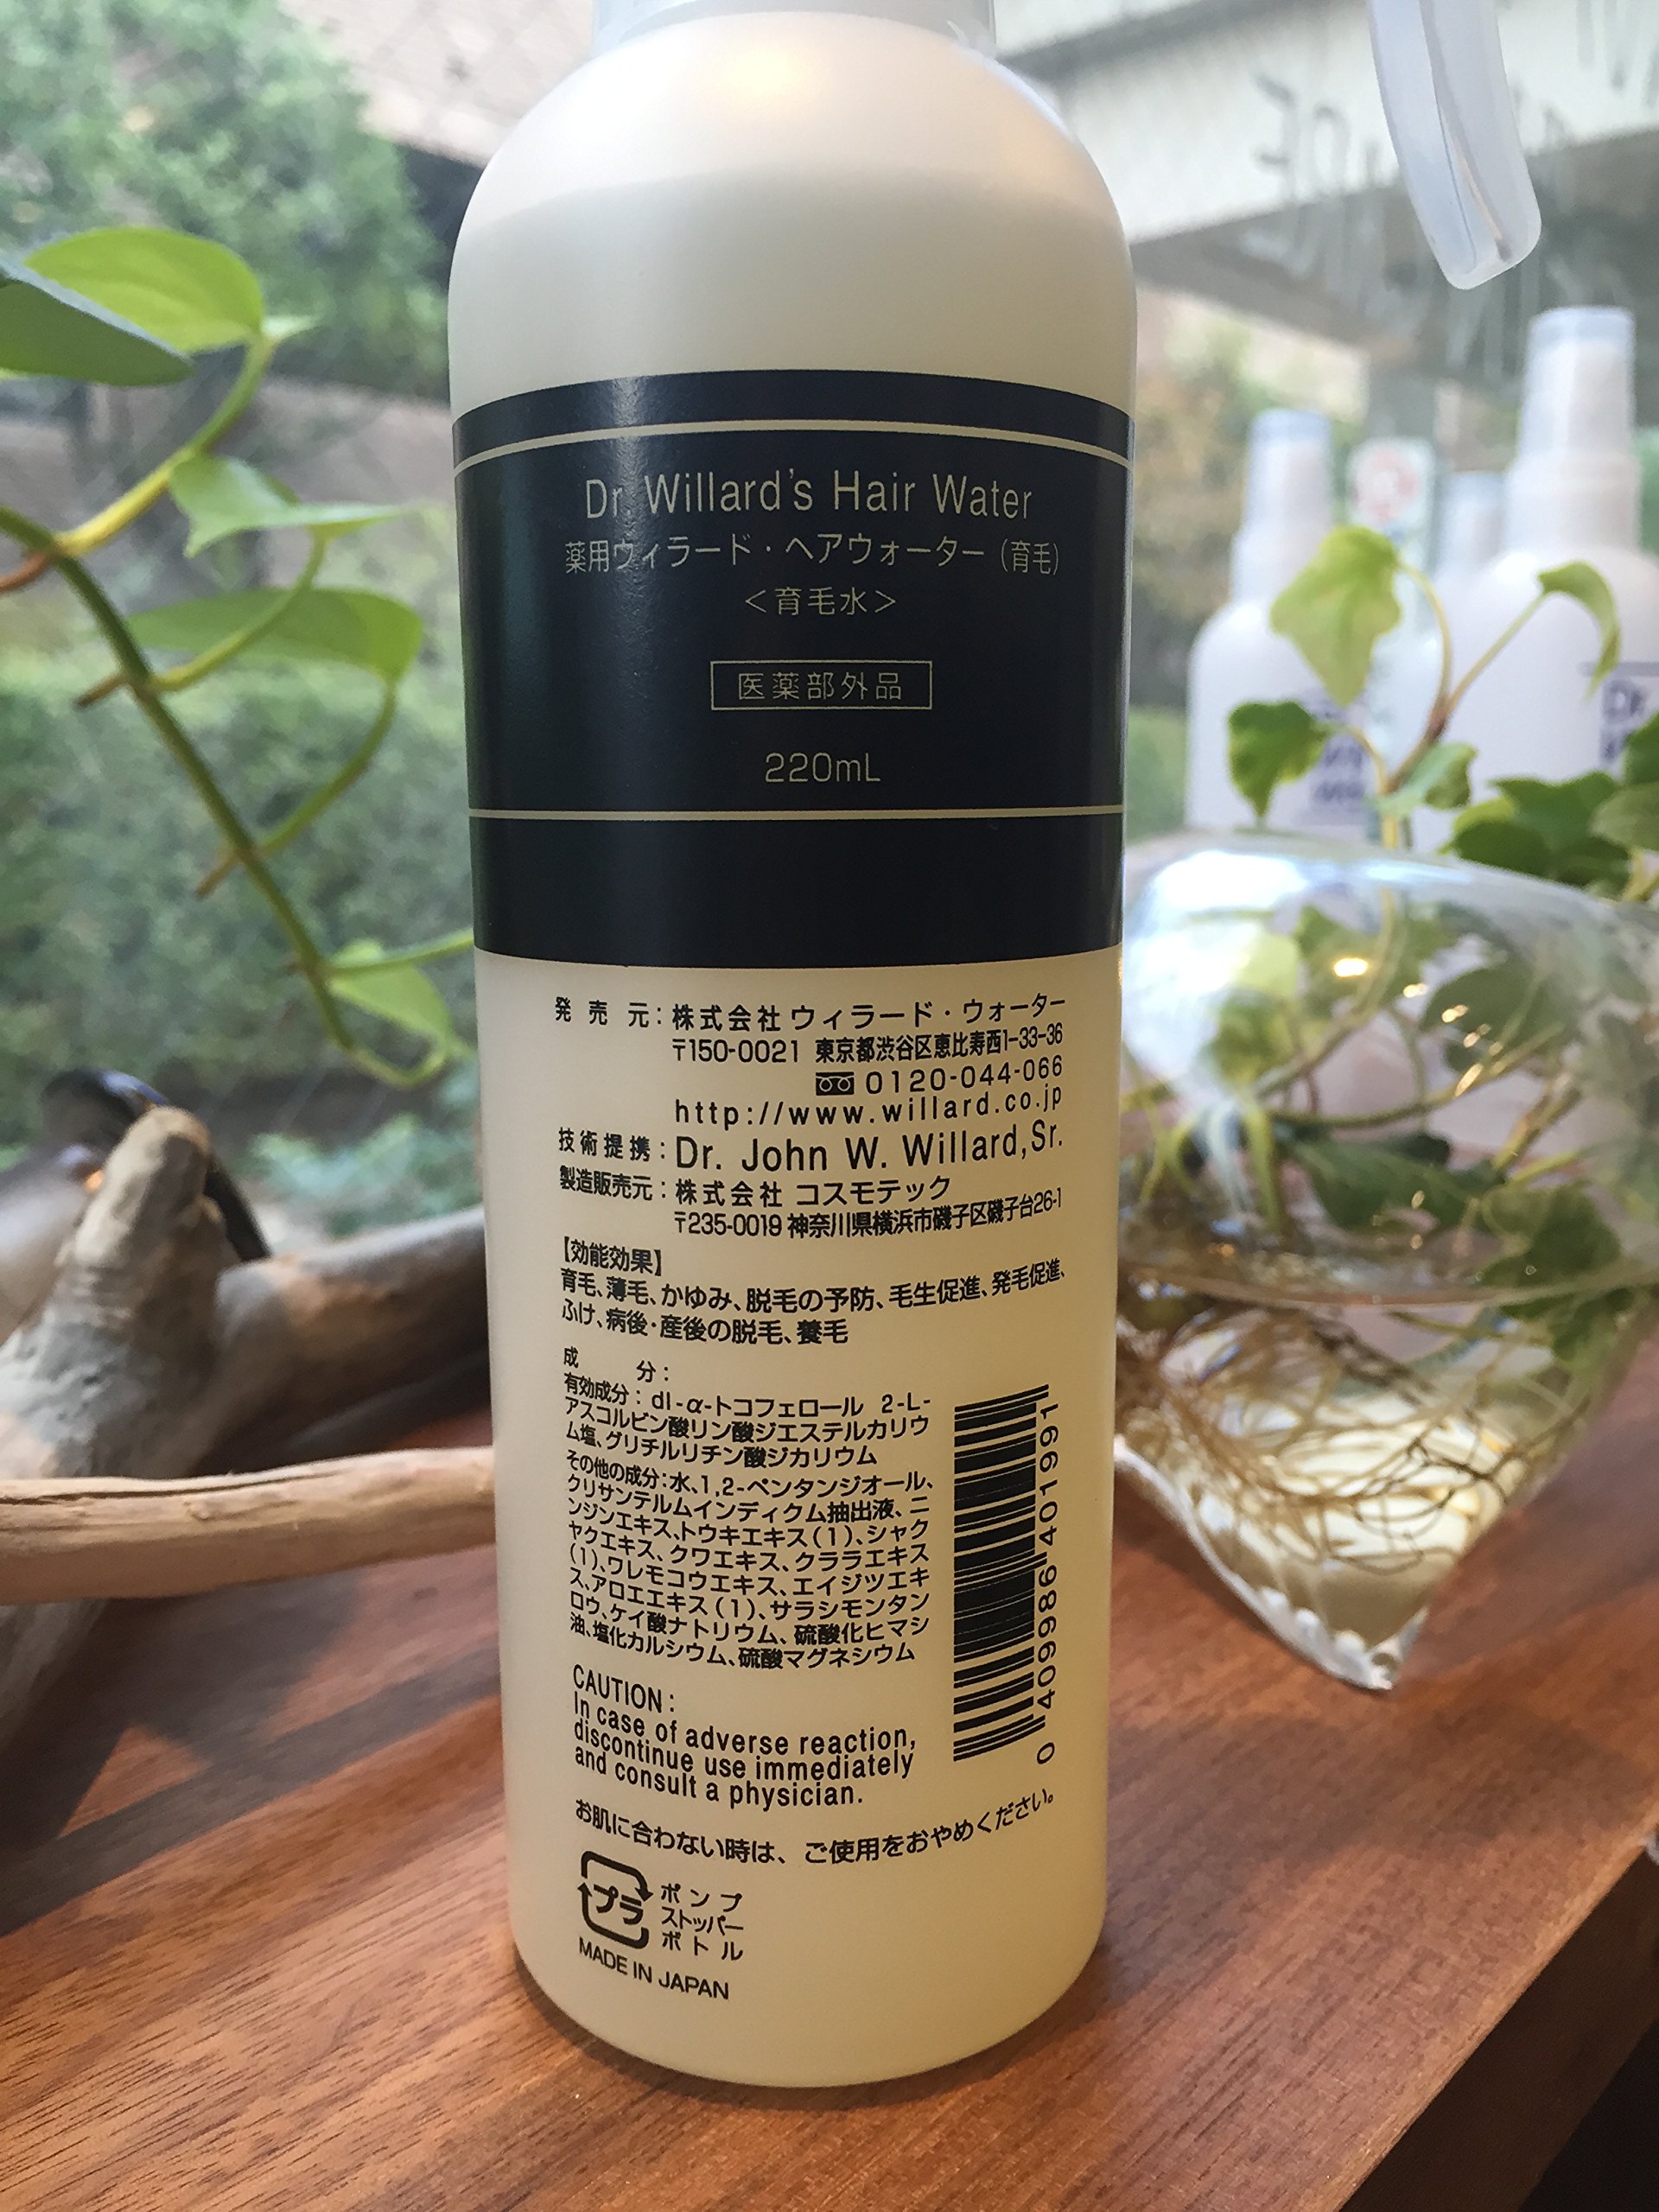 Dr. Willard's Hair Water
薬用ウィラード・ヘアウォーター(育毛)
<育毛水>
医薬部外品
220mL
発売元:株式会社ウィラード・ウォーター
〒150-0021 東京都渋谷区恵比寿西1-33-36
0120-044-066
http://www.willard.co.jp
技術提携:Dr. John W. Willard,Sr.
製造販売元:株式会社 コスモテック
〒235-0019 神奈川県横浜市磯子区磯子台26-1
【効能効果】
育毛、薄毛、かゆみ、脱毛の予防、毛生促進、発毛促進、
ふけ、病後・産後の脱毛、養毛
成分:
有効成分:dl-α-トコフェロール 2-L-
アスコルビン酸リン酸ジエステルカリウ
ム塩、グリチルリチン酸ジカリウム
その他の成分:水、1,2-ペンタンジオール、
クリサンテルムインディクム抽出液、ニ
ンジンエキス、トウキエキス(1)、シャク
ヤクエキス、クワエキス、クララエキス
(1)、ワレモコウエキス、エイジツエキ
ス、アロエエキス(1)、サラシモンタン
ロウ、ケイ酸ナトリウム、硫酸化ヒマシ
油、塩化カルシウム、硫酸マグネシウム
0 409986 401991
CAUTION:
In case of adverse reaction,
discontinue use immediately
and consult a physician.
お肌に合わない時は、ご使用をおやめください。
プラ
ポンプ
ストッパー
ボトル
MADE IN JAPAN
Dr.